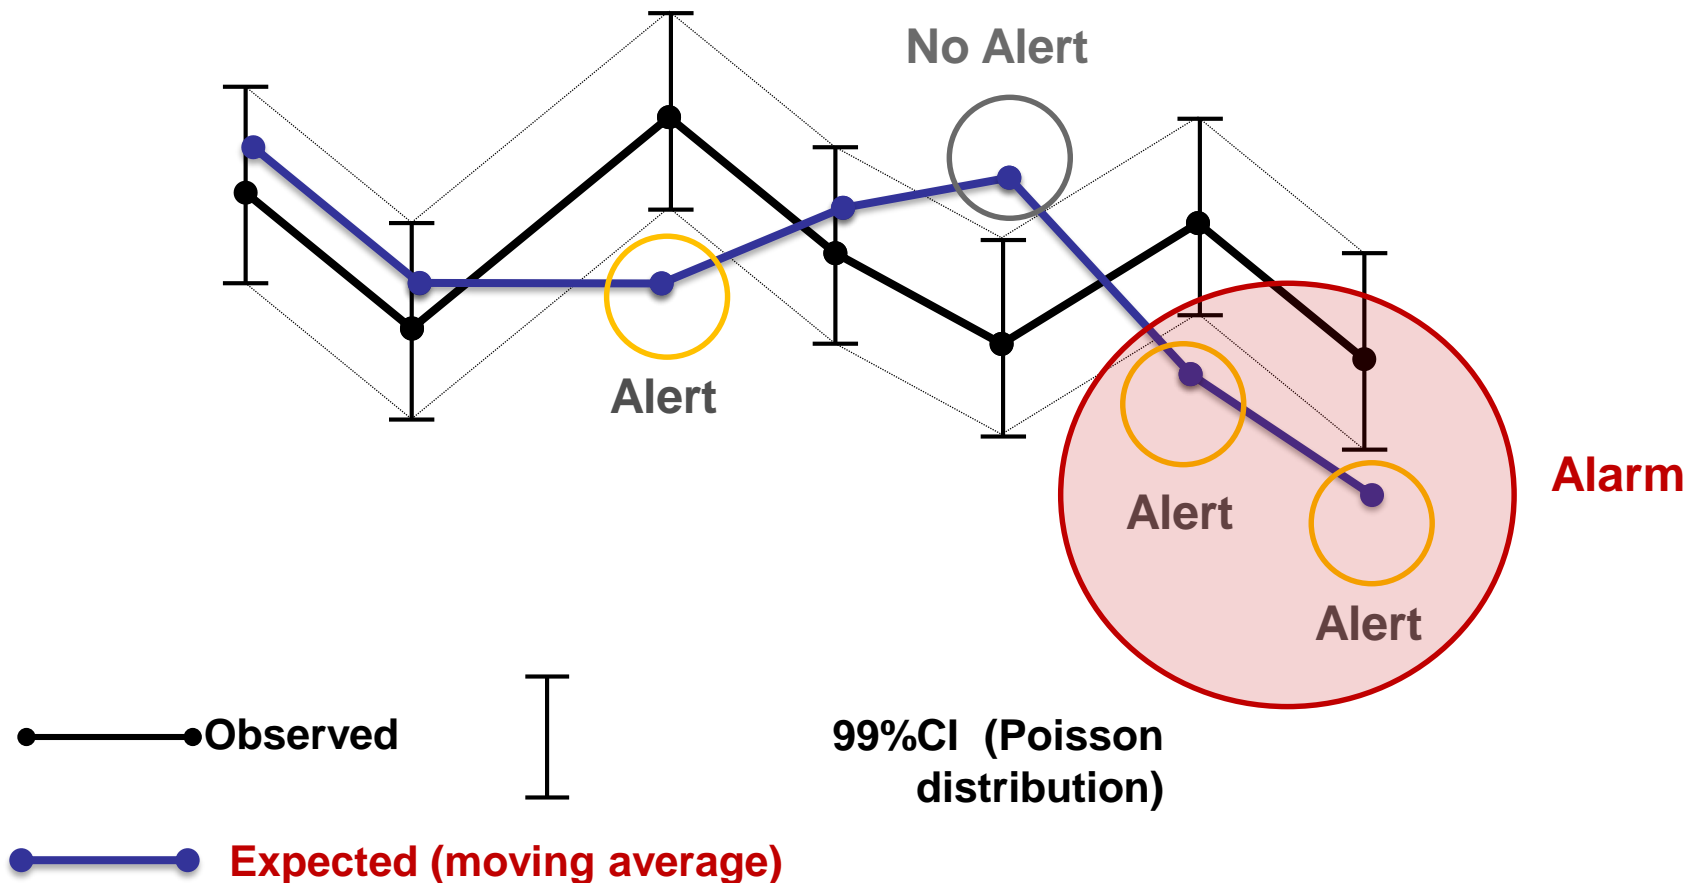 No Alert
Alert
Alarm
Alert
Alert
Observed
99%CI (Poisson
distribution)
Expected (moving average)